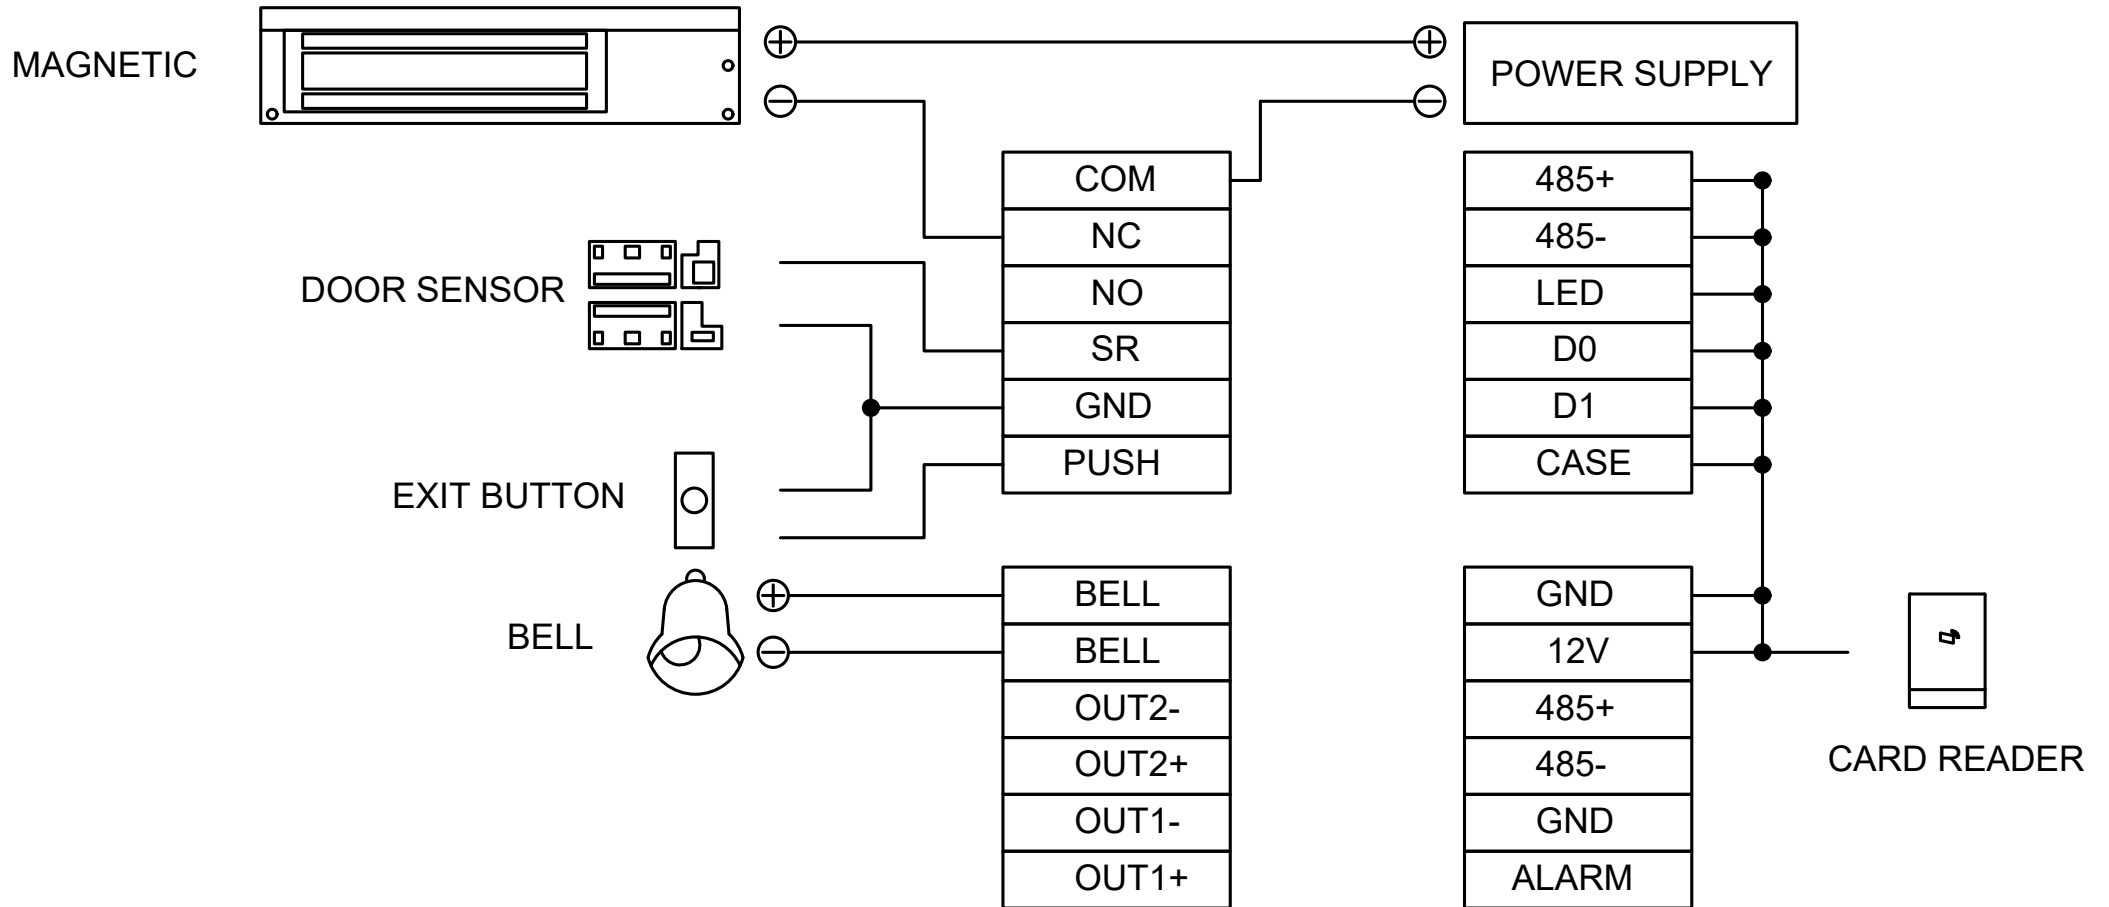 MAGNETIC
POWER SUPPLY
COM
NC
NO
SR
GND
PUSH
485+
485-
LED
D0
D1
CASE
DOOR SENSOR
EXIT BUTTON
BELL
BELL
BELL
OUT2-
OUT2+
OUT1-
OUT1+
GND
12V
485+
485-
GND
ALARM
CARD READER